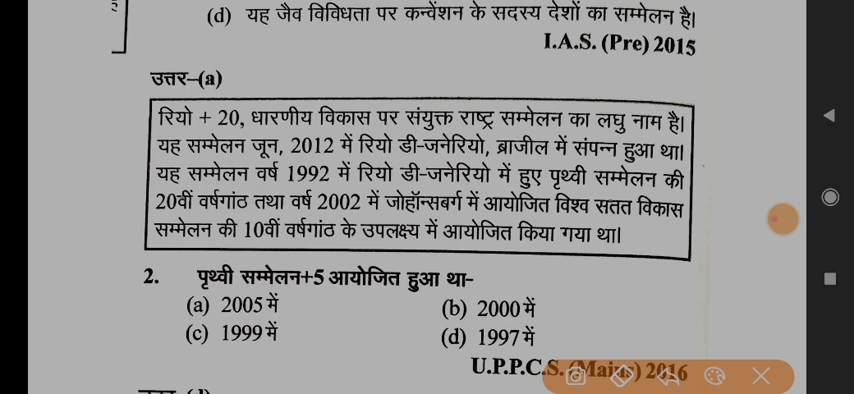 (d) यह जैव विविधता पर कन्वेंशन के सदस्य देशों का सम्मेलन है।
I.A.S. (Pre) 2015
उत्तर–(a)
रियो + 20, धारणीय विकास पर संयुक्त राष्ट्र सम्मेलन का लघु नाम है।
यह सम्मेलन जून, 2012 में रियो डी-जनेरियो, ब्राजील में संपन्न हुआ था।
यह सम्मेलन वर्ष 1992 में रियो डी-जनेरियो में हुए पृथ्वी सम्मेलन की
20वीं वर्षगांठ तथा वर्ष 2002 में जोहॉन्सबर्ग में आयोजित विश्व सतत विकास
सम्मेलन की 10वीं वर्षगांठ के उपलक्ष्य में आयोजित किया गया था।
2. पृथ्वी सम्मेलन+5 आयोजित हुआ था-
(a) 2005 में (b) 2000 में
(c) 1999 में (d) 1997 में
U.P.P.C.S. (Mains) 2016